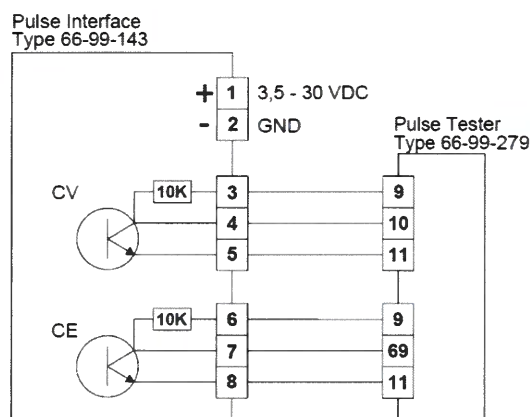 Pulse Interface
Type 66-99-143
+ 1 3,5 - 30 VDC
- 2 GND
Pulse Tester
Type 66-99-279
CV 10K 3 9
4 10
5 11
CE 10K 6 9
7 69
8 11